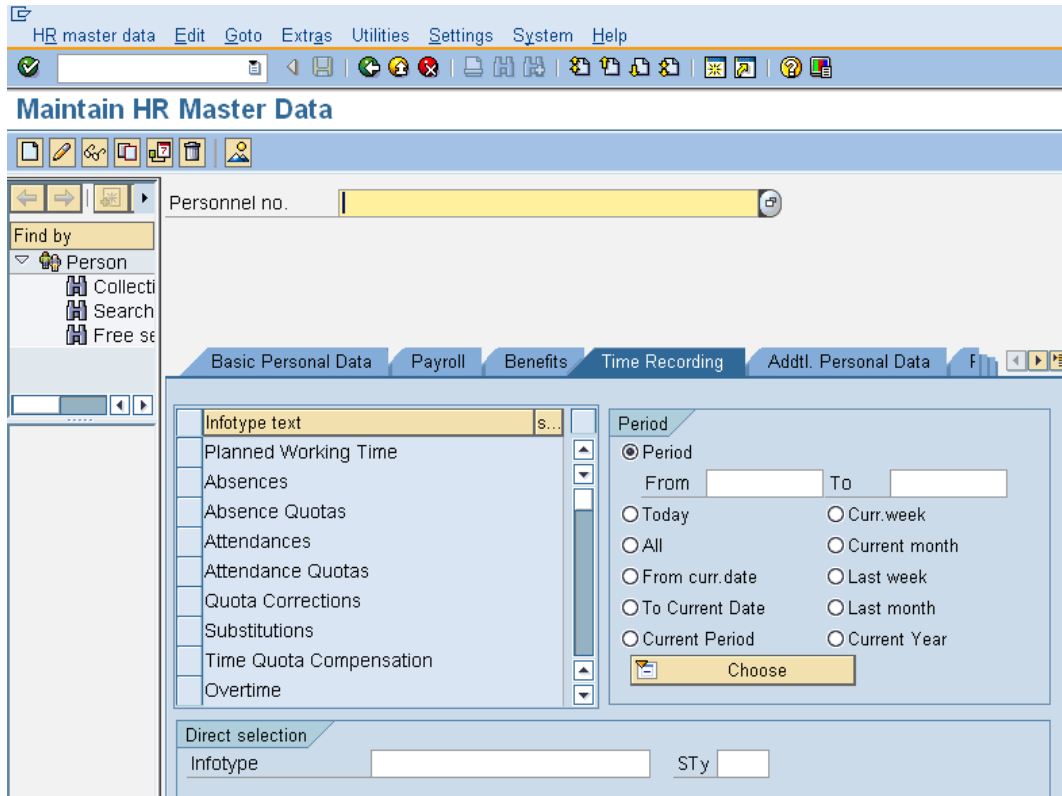 HR master data Edit Goto Extras Utilities Settings System Help
Maintain HR Master Data
Personnel no.
Find by
Person
Collecti
Search
Free se
Basic Personal Data Payroll Benefits Time Recording Addtl. Personal Data
Infotype text s...
Planned Working Time
Absences
Absence Quotas
Attendances
Attendance Quotas
Quota Corrections
Substitutions
Time Quota Compensation
Overtime
Period
Period
From To
Today Curr.week
All Current month
From curr.date Last week
To Current Date Last month
Current Period Current Year
Choose
Direct selection
Infotype STy